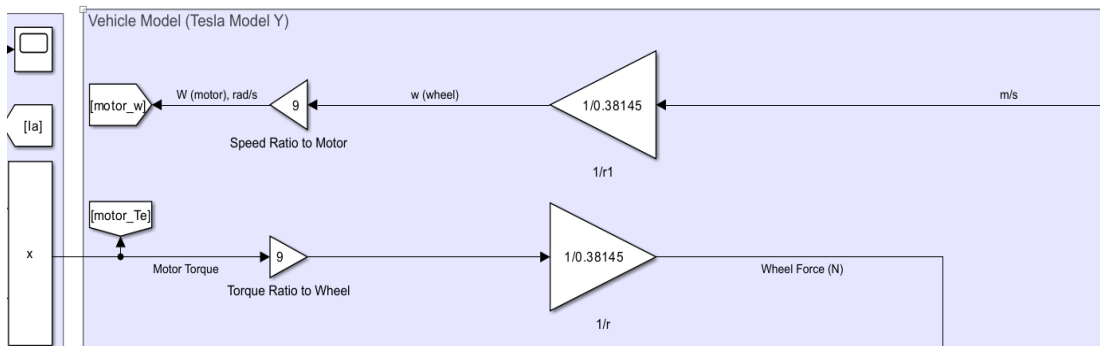 Vehicle Model (Tesla Model Y)
[motor_w]
W (motor), rad/s
9
w (wheel)
1/0.38145
m/s
Speed Ratio to Motor
1/r1
[Ia]
[motor_Te]
x
Motor Torque
9
1/0.38145
Wheel Force (N)
Torque Ratio to Wheel
1/r